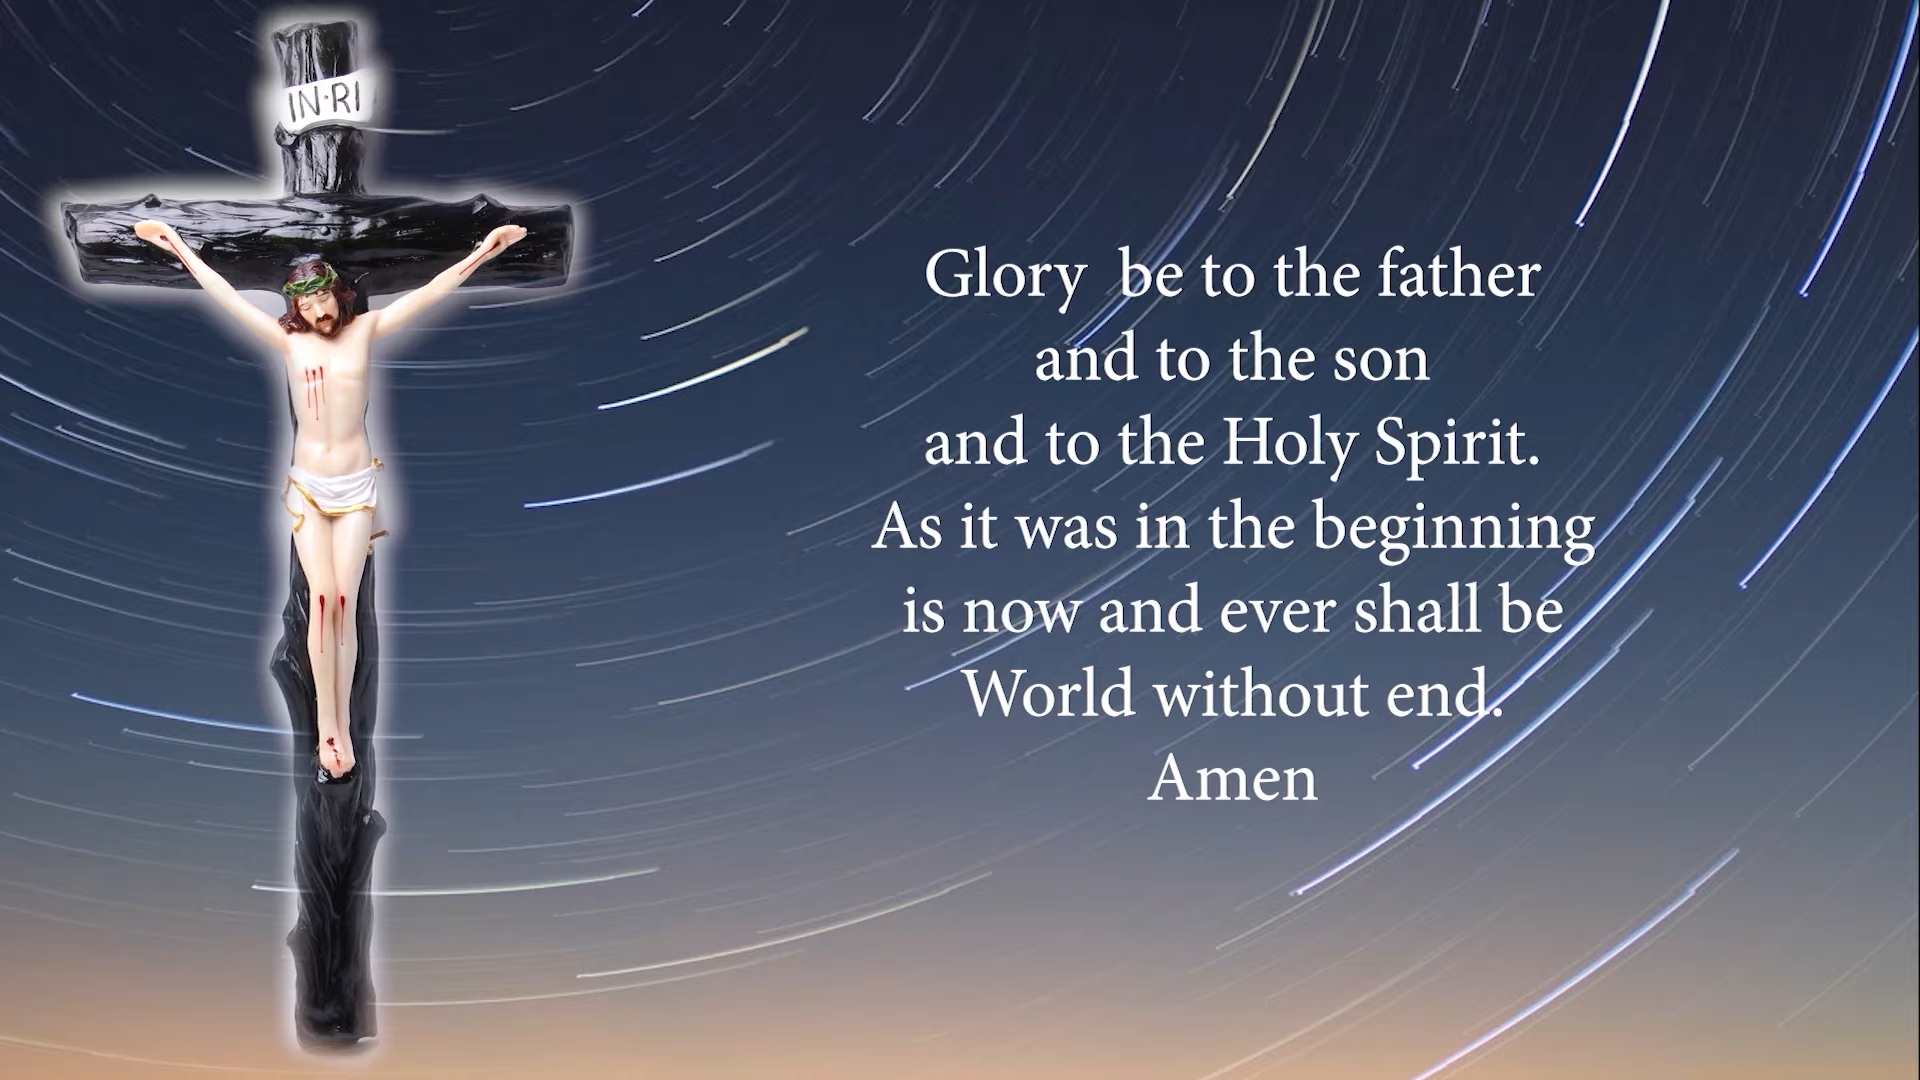 IN·RI
Glory be to the father
and to the son
and to the Holy Spirit.
As it was in the beginning
is now and ever shall be
World without end.
Amen